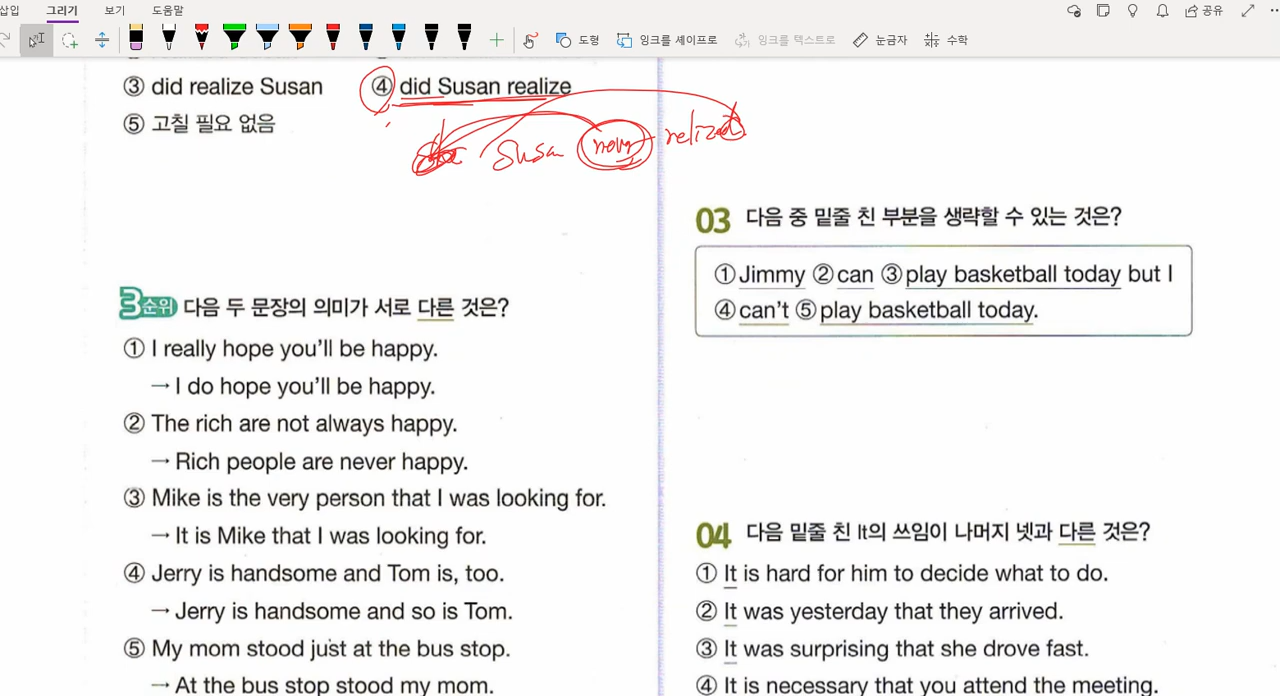 삽입 그리기 보기 도움말 공유
도형 잉크를 셰이프로 잉크를 텍스트로 눈금자 수학
③ did realize Susan ④ did Susan realize
⑤ 고칠 필요 없음
Susan
03 다음 중 밑줄 친 부분을 생략할 수 있는 것은?
① Jimmy ② can ③ play basketball today but I
④ can't ⑤ play basketball today.
3순위 다음 두 문장의 의미가 서로 다른 것은?
① I really hope you'll be happy.
→ I do hope you'll be happy.
② The rich are not always happy.
→ Rich people are never happy.
③ Mike is the very person that I was looking for.
→ It is Mike that I was looking for.
④ Jerry is handsome and Tom is, too.
→ Jerry is handsome and so is Tom.
⑤ My mom stood just at the bus stop.
→ At the bus stop stood my mom.
04 다음 밑줄 친 It의 쓰임이 나머지 넷과 다른 것은?
① It is hard for him to decide what to do.
② It was yesterday that they arrived.
③ It was surprising that she drove fast.
④ It is necessary that you attend the meeting.